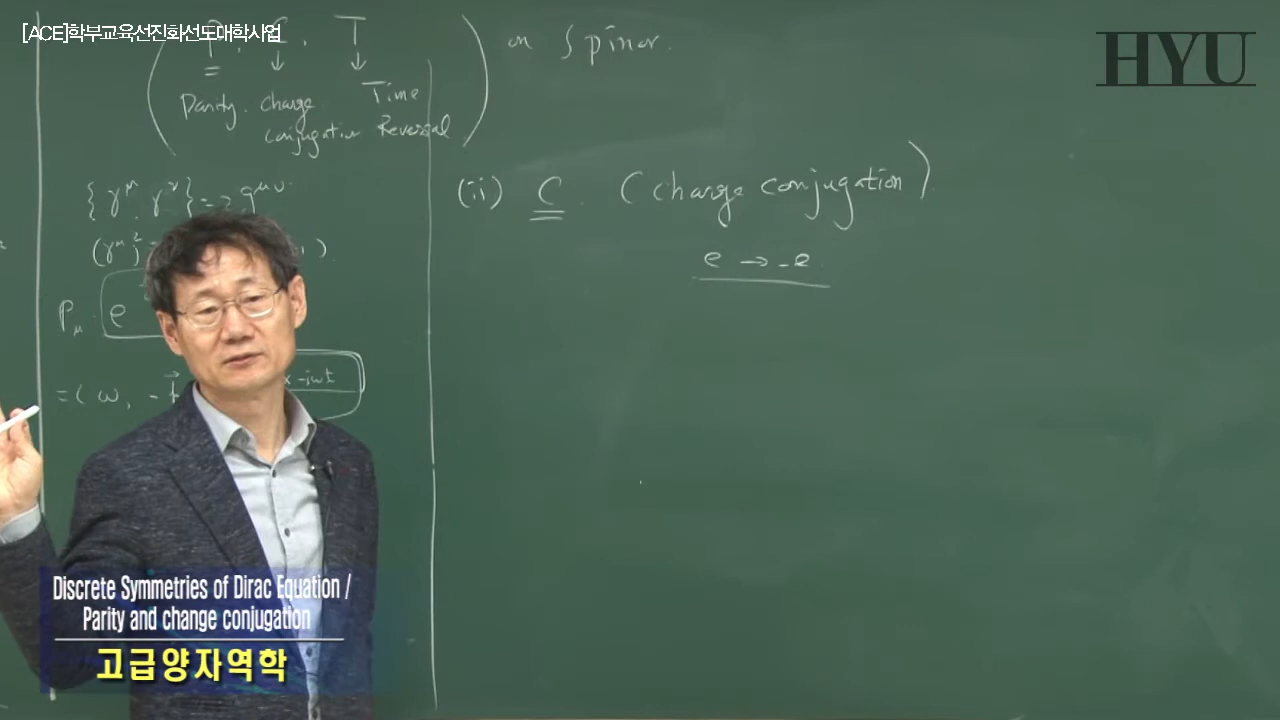 [ACE]학부교육선진화선도대학사업
HYU
P, C, T on Spinor.
Parity. charge Time
conjugation Reversal
{γ^μ, γ^ν} = 2g^μν
(γ^μ)²
P_μ e
= ( ω, - x - iωt
(ii) C. (charge conjugation)
e → -e
Discrete Symmetries of Dirac Equation /
Parity and change conjugation
고급양자역학